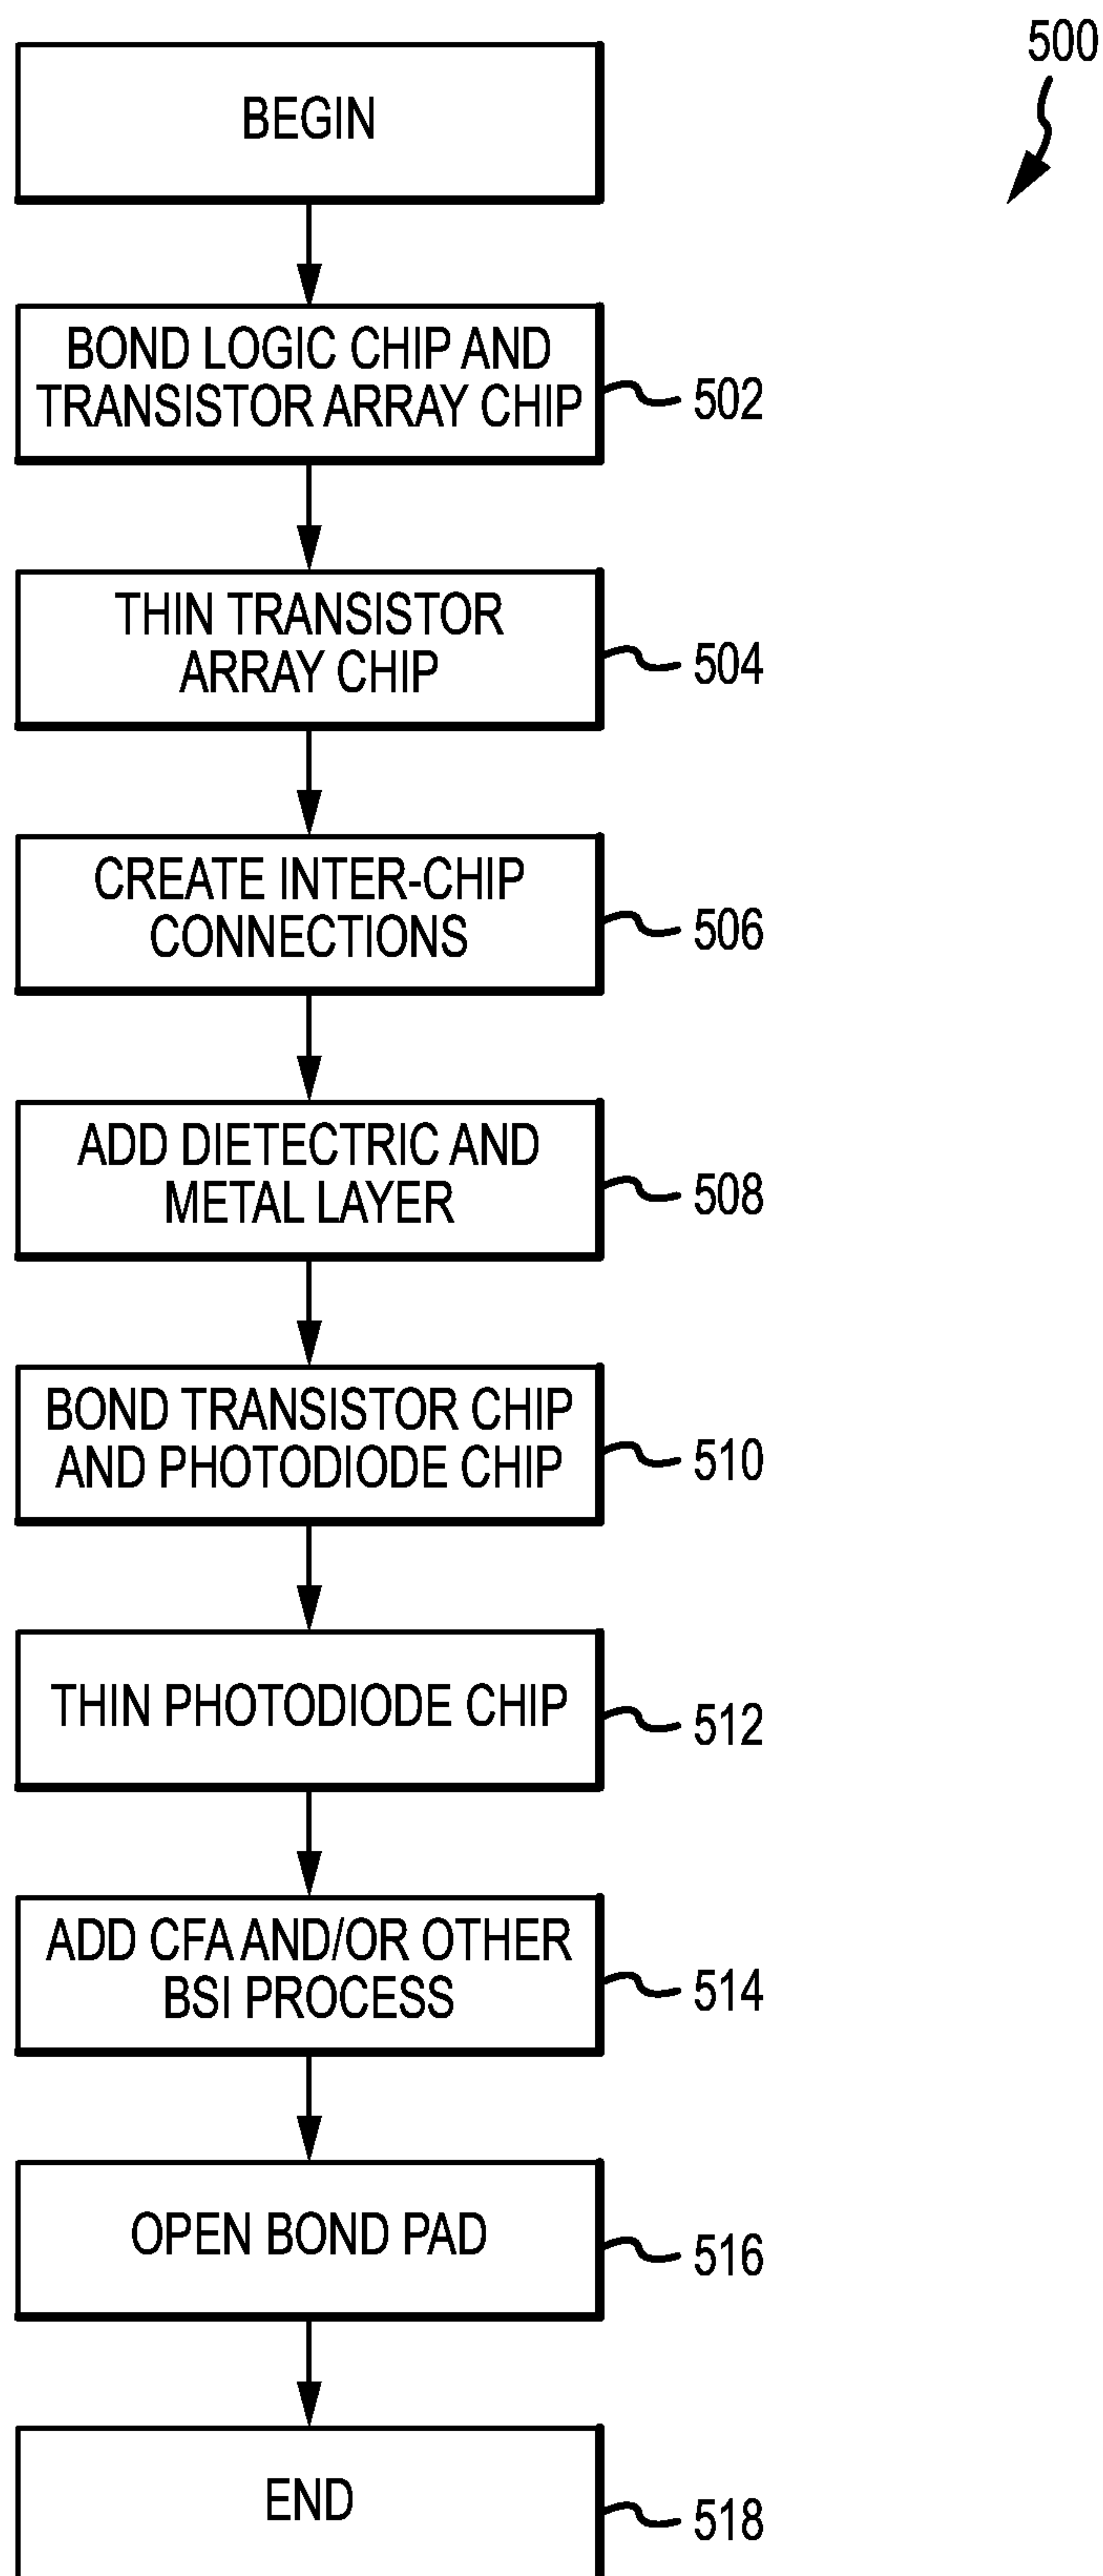 500
BEGIN
BOND LOGIC CHIP AND
TRANSISTOR ARRAY CHIP
502
THIN TRANSISTOR
ARRAY CHIP
504
CREATE INTER-CHIP
CONNECTIONS
506
ADD DIETECTRIC AND
METAL LAYER
508
BOND TRANSISTOR CHIP
AND PHOTODIODE CHIP
510
THIN PHOTODIODE CHIP
512
ADD CFA AND/OR OTHER
BSI PROCESS
514
OPEN BOND PAD
516
END
518